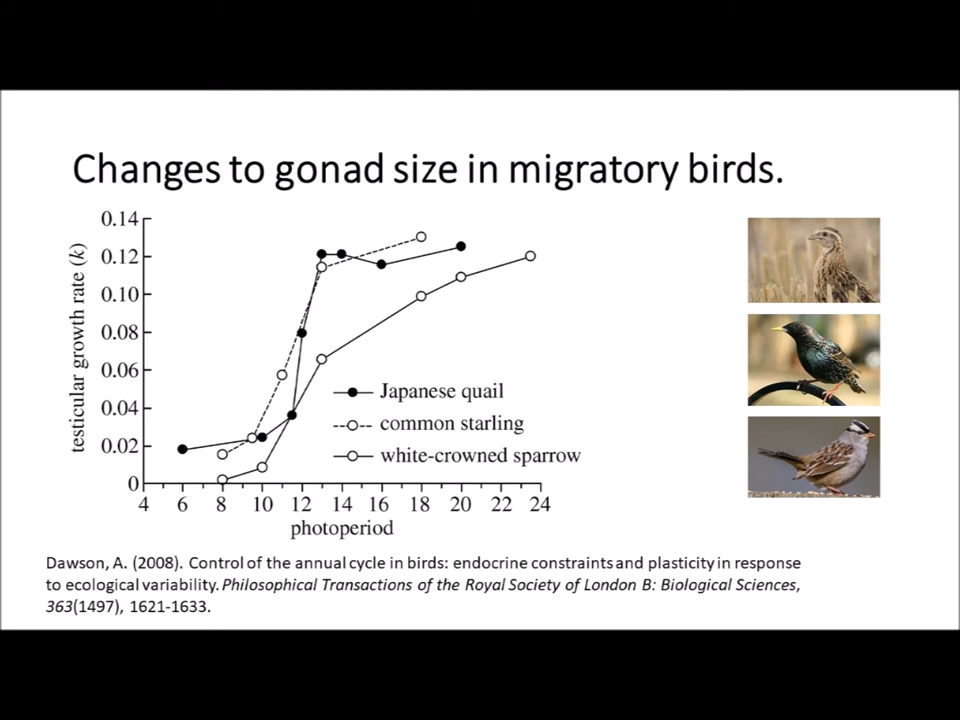 Changes to gonad size in migratory birds.
0.14
0.12
0.10
0.08
0.06
0.04
0.02
0
testicular growth rate (k)
4 6 8 10 12 14 16 18 20 22 24
photoperiod
Japanese quail
common starling
white-crowned sparrow
Dawson, A. (2008). Control of the annual cycle in birds: endocrine constraints and plasticity in response
to ecological variability. Philosophical Transactions of the Royal Society of London B: Biological Sciences,
363(1497), 1621-1633.